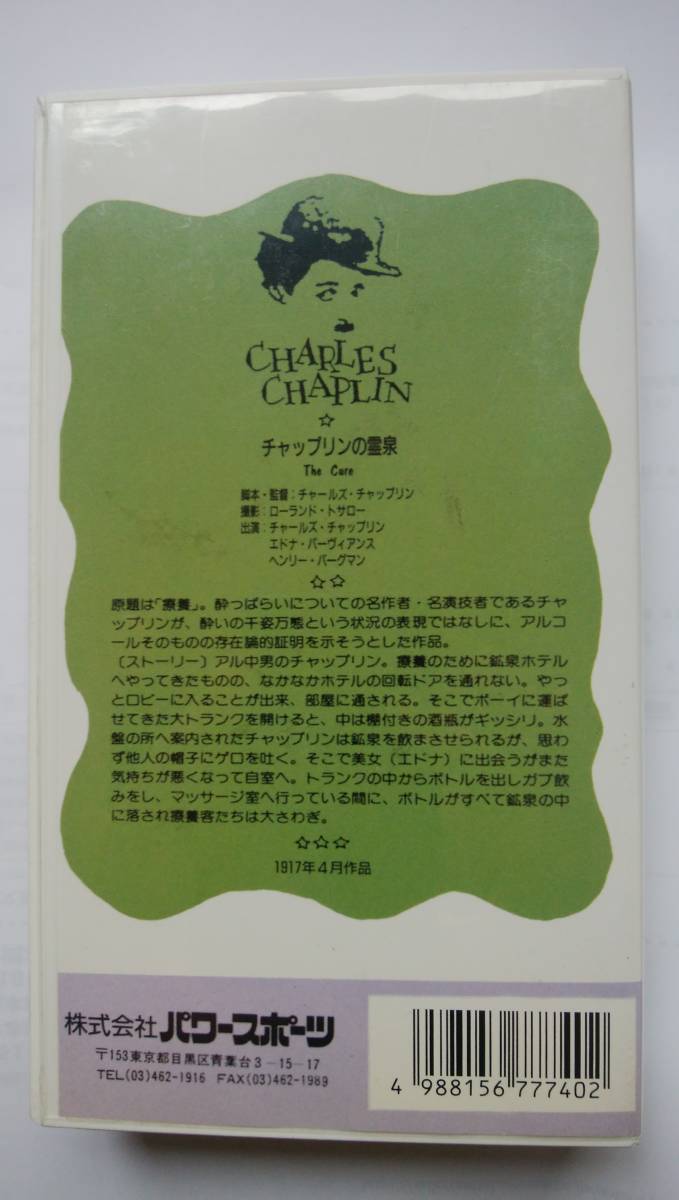 CHARLES
CHAPLIN
☆
チャップリンの霊泉
The Cure
脚本・監督：チャールズ・チャップリン
撮影：ローランド・トサロー
出演：チャールズ・チャップリン
エドナ・パーヴィアンス
ヘンリー・バーグマン
☆☆
原題は「療養」。酔っぱらいについての名作者・名演技者であるチャ
ップリンが、酔いの千姿万態という状況の表現ではなしに、アルコ
ールそのものの存在論的証明を示そうとした作品。
〔ストーリー〕アル中男のチャップリン。療養のために鉱泉ホテル
へやってきたものの、なかなかホテルの回転ドアを通れない。やっ
とロビーに入ることが出来、部屋に通される。そこでボーイに運ば
せてきた大トランクを開けると、中は棚付きの酒瓶がギッシリ。水
盤の所へ案内されたチャップリンは鉱泉を飲まさせられるが、思わ
ず他人の帽子にゲロを吐く。そこで美女（エドナ）に出会うがまた
気持ちが悪くなって自室へ。トランクの中からボトルを出しガブ飲
みをし、マッサージ室へ行っている間に、ボトルがすべて鉱泉の中
に落され療養客たちは大さわぎ。
☆☆☆
1917年4月作品
株式会社 パワースポーツ
〒153東京都目黒区青葉台3－15－17
TEL(03)462-1916 FAX(03)462-1989
4 988156 777402